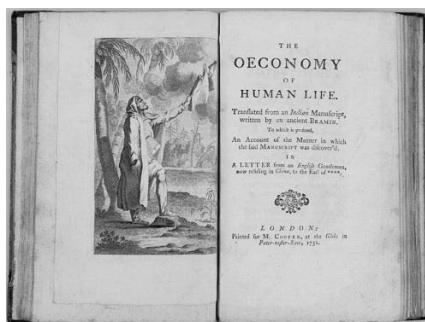 THE
OECONOMY
OF
HUMAN LIFE.
Translated from an Indian Manuscript,
written by an ancient BRAMIN.
To which is prefixed,
An Account of the Manner in which
the said MANUSCRIPT was discover'd.
IN
A LETTER from an English Gentleman,
now residing in China, to the Earl of ****.
LONDON:
Printed for M. COOPER, at the Globe in
Pater-noster-Row, 1751.